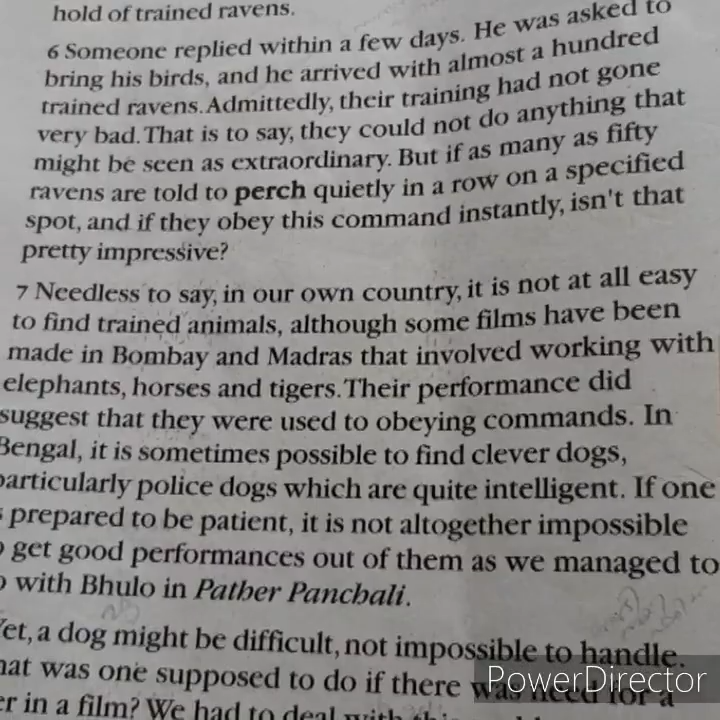 hold of trained ravens.
6 Someone replied within a few days. He was asked to
bring his birds, and he arrived with almost a hundred
trained ravens. Admittedly, their training had not gone
very bad. That is to say, they could not do anything that
might be seen as extraordinary. But if as many as fifty
ravens are told to perch quietly in a row on a specified
spot, and if they obey this command instantly, isn't that
pretty impressive?
7 Needless to say, in our own country, it is not at all easy
to find trained animals, although some films have been
made in Bombay and Madras that involved working with
elephants, horses and tigers. Their performance did
suggest that they were used to obeying commands. In
Bengal, it is sometimes possible to find clever dogs,
particularly police dogs which are quite intelligent. If one
prepared to be patient, it is not altogether impossible
get good performances out of them as we managed to
with Bhulo in Pather Panchali.
Yet, a dog might be difficult, not impossible to handle.
was one supposed to do if there was need for a
in a film? We had to deal with
PowerDirector